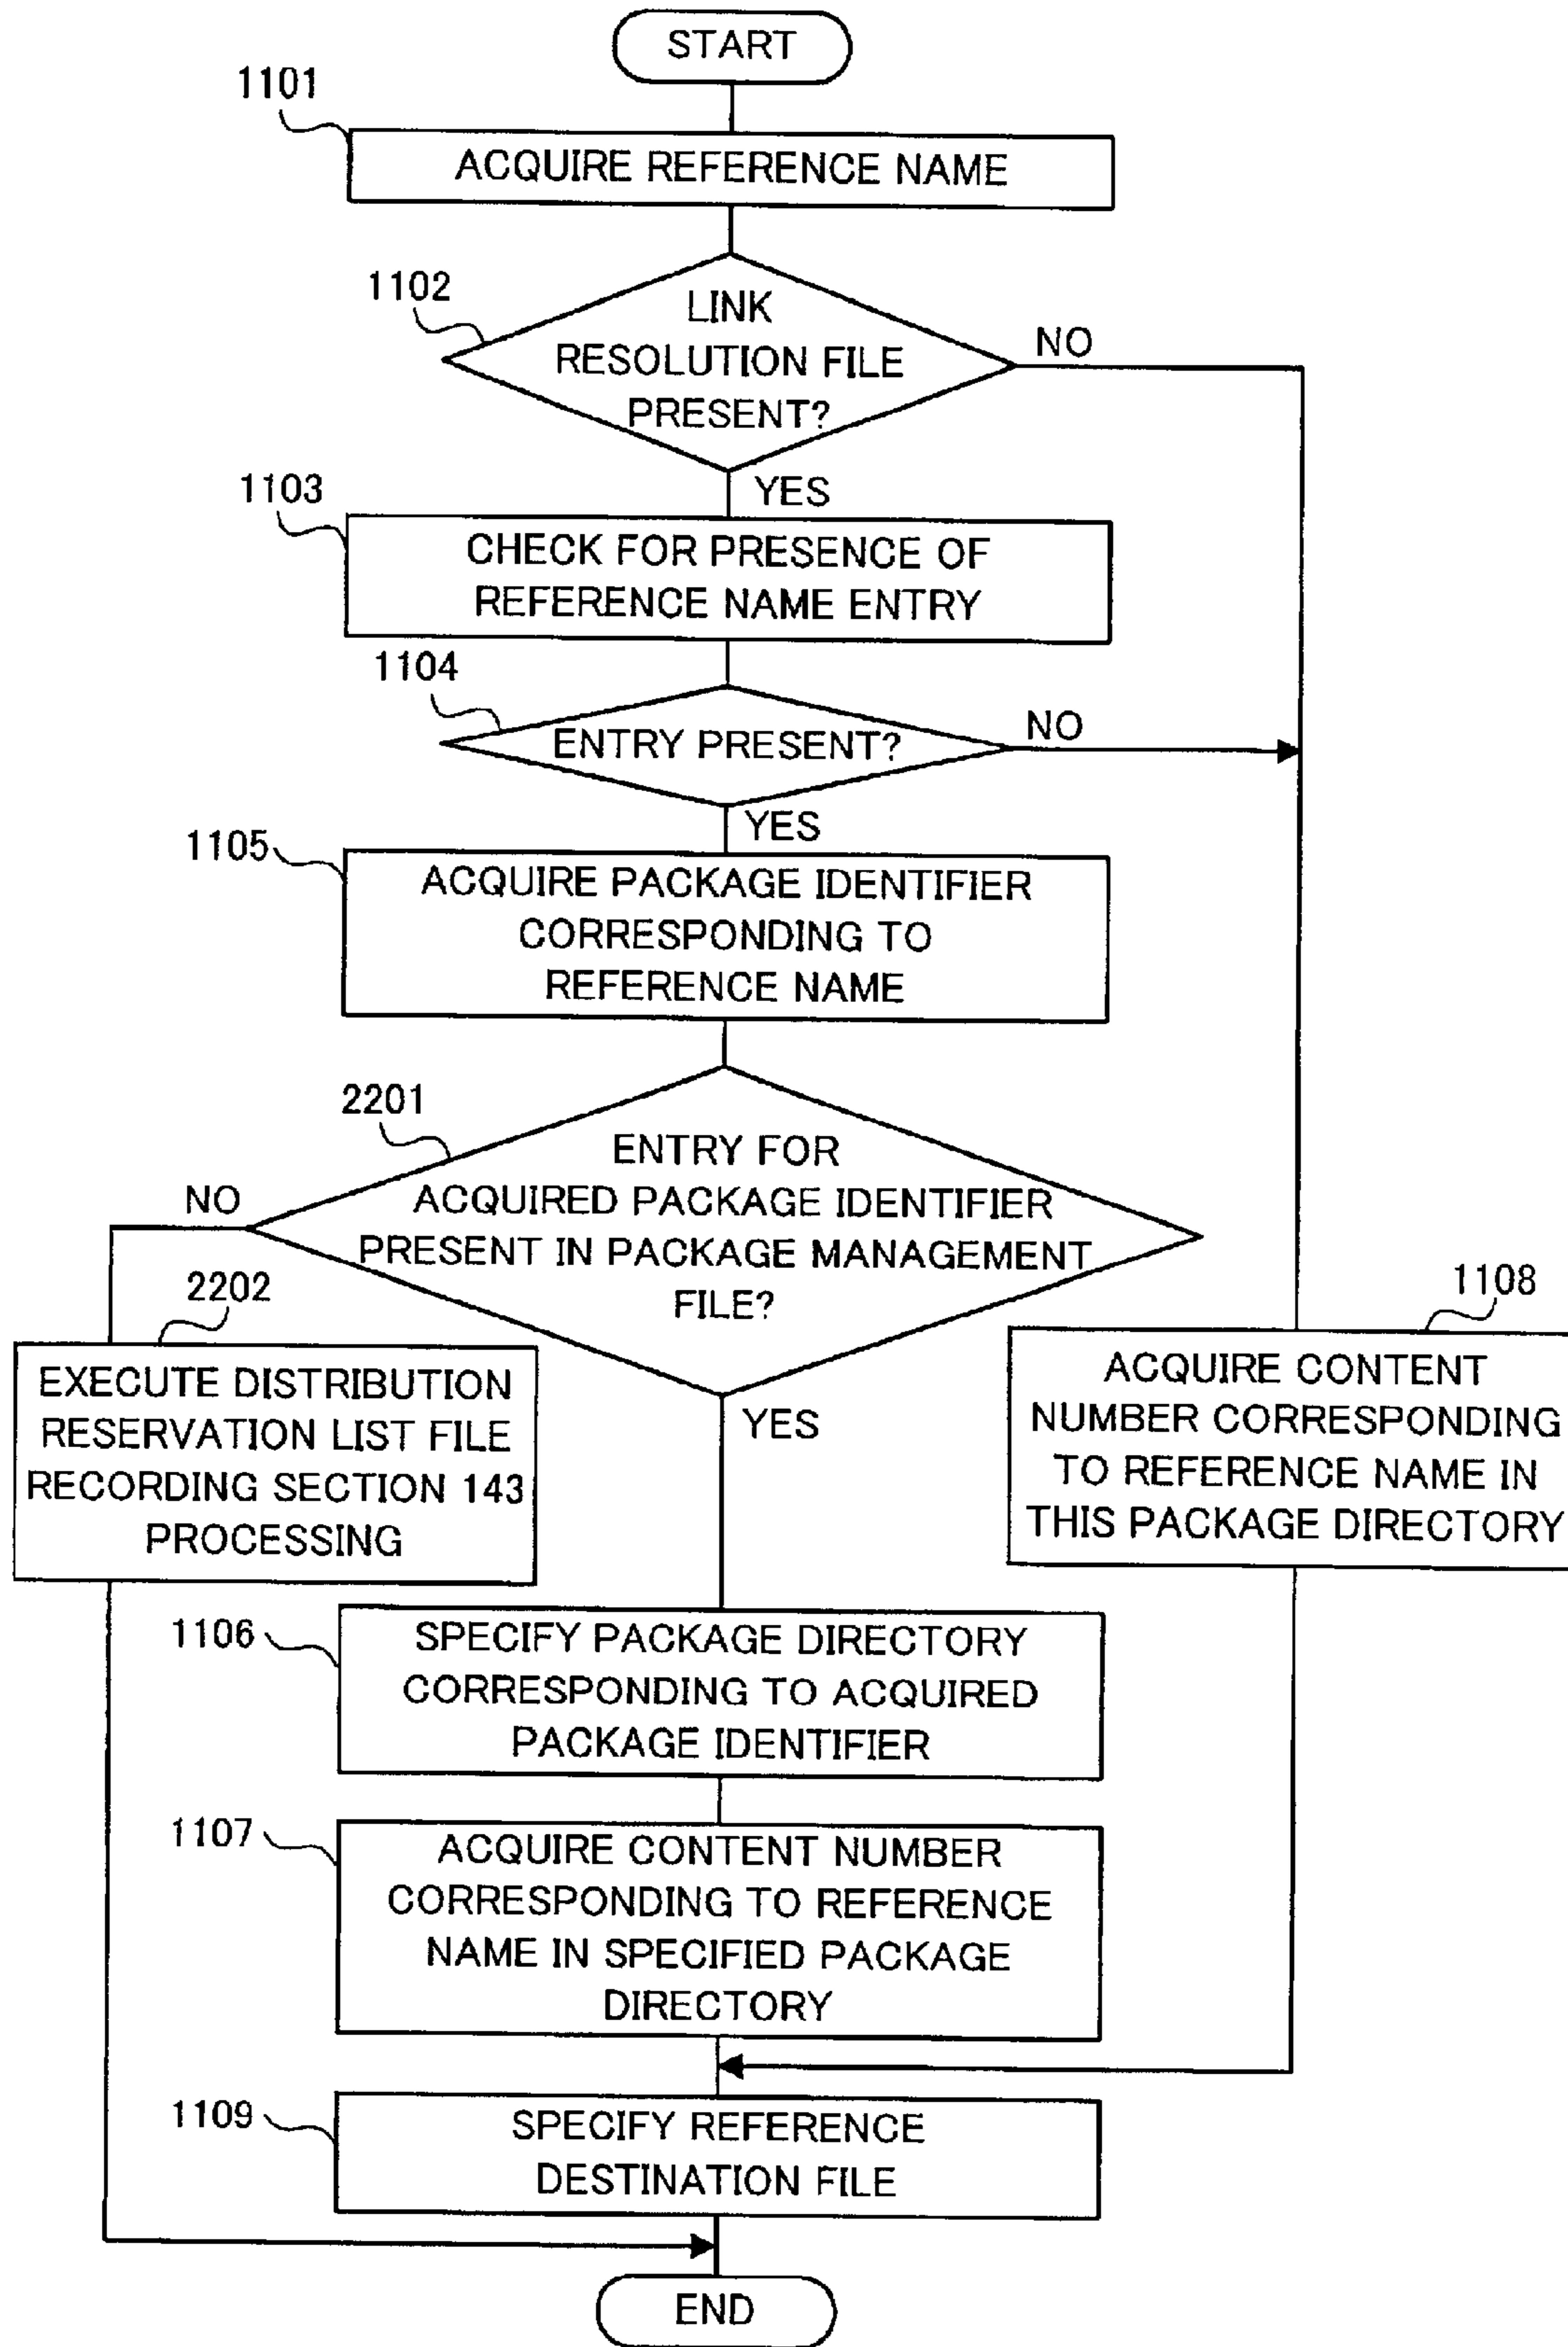 START
1101
ACQUIRE REFERENCE NAME
1102
LINK
RESOLUTION FILE
PRESENT?
NO
YES
1103
CHECK FOR PRESENCE OF
REFERENCE NAME ENTRY
1104
ENTRY PRESENT?
NO
YES
1105
ACQUIRE PACKAGE IDENTIFIER
CORRESPONDING TO
REFERENCE NAME
2201
ENTRY FOR
ACQUIRED PACKAGE IDENTIFIER
PRESENT IN PACKAGE MANAGEMENT
FILE?
NO
YES
2202
EXECUTE DISTRIBUTION
RESERVATION LIST FILE
RECORDING SECTION 143
PROCESSING
1108
ACQUIRE CONTENT
NUMBER CORRESPONDING
TO REFERENCE NAME IN
THIS PACKAGE DIRECTORY
1106
SPECIFY PACKAGE DIRECTORY
CORRESPONDING TO ACQUIRED
PACKAGE IDENTIFIER
1107
ACQUIRE CONTENT NUMBER
CORRESPONDING TO REFERENCE
NAME IN SPECIFIED PACKAGE
DIRECTORY
1109
SPECIFY REFERENCE
DESTINATION FILE
END